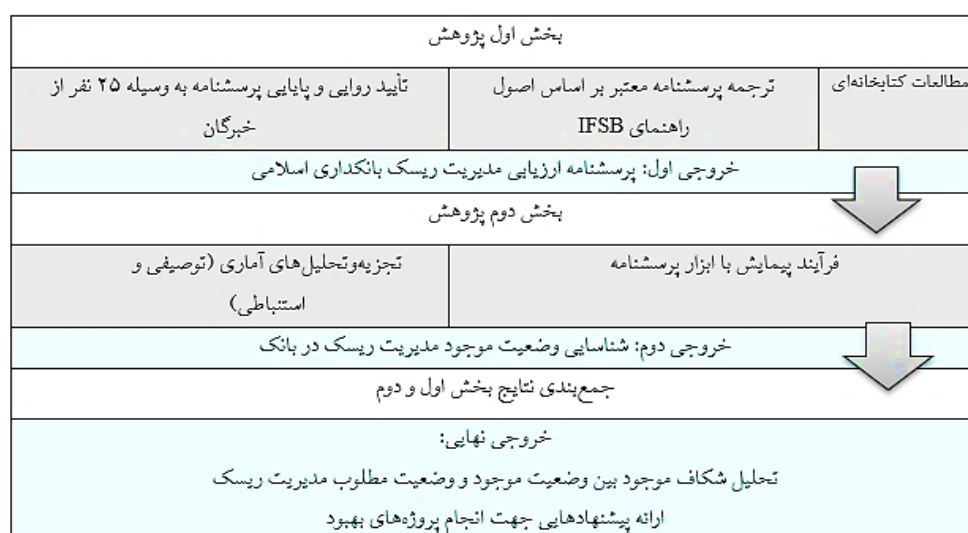 بخش اول پژوهش
مطالعات کتابخانه‌ای
ترجمه پرسشنامه معتبر بر اساس اصول
راهنمای IFSB
تأیید روایی و پایایی پرسشنامه به وسیله ۲۵ نفر از
خبرگان
خروجی اول: پرسشنامه ارزیابی مدیریت ریسک بانکداری اسلامی
بخش دوم پژوهش
فرآیند پیمایش با ابزار پرسشنامه
تجزیه‌وتحلیل‌های آماری (توصیفی و
استنباطی)
خروجی دوم: شناسایی وضعیت موجود مدیریت ریسک در بانک
جمع‌بندی نتایج بخش اول و دوم
خروجی نهایی:
تحلیل شکاف موجود بین وضعیت موجود و وضعیت مطلوب مدیریت ریسک
ارائه پیشنهادهایی جهت انجام پروژه‌های بهبود